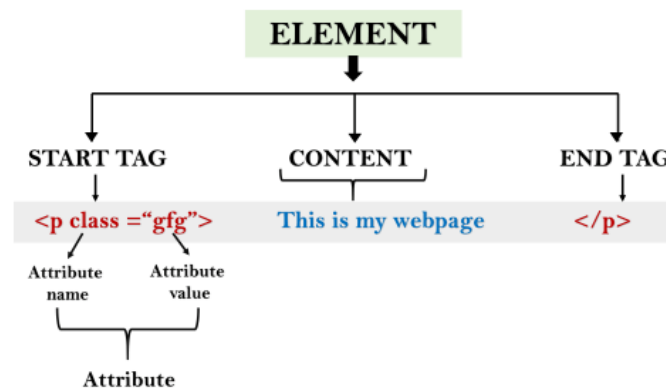 ELEMENT
START TAG
CONTENT
END TAG
<p class =“gfg”>
This is my webpage
</p>
Attribute
name
Attribute
value
Attribute